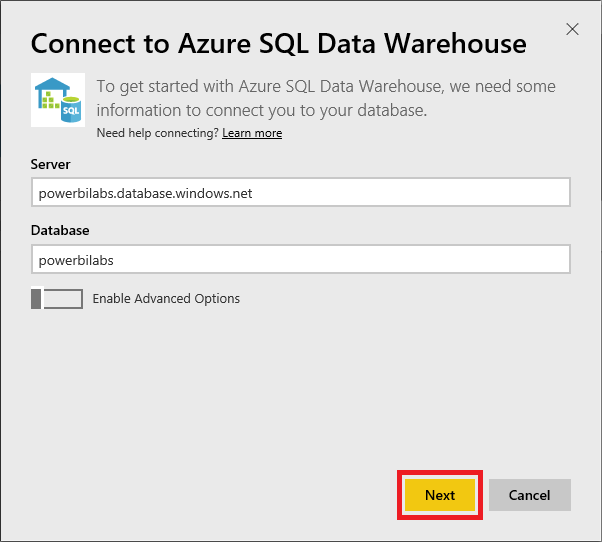 Connect to Azure SQL Data Warehouse
SQL
To get started with Azure SQL Data Warehouse, we need some
information to connect you to your database.
Need help connecting? Learn more
Server
powerbilabs.database.windows.net
Database
powerbilabs
Enable Advanced Options
Next
Cancel